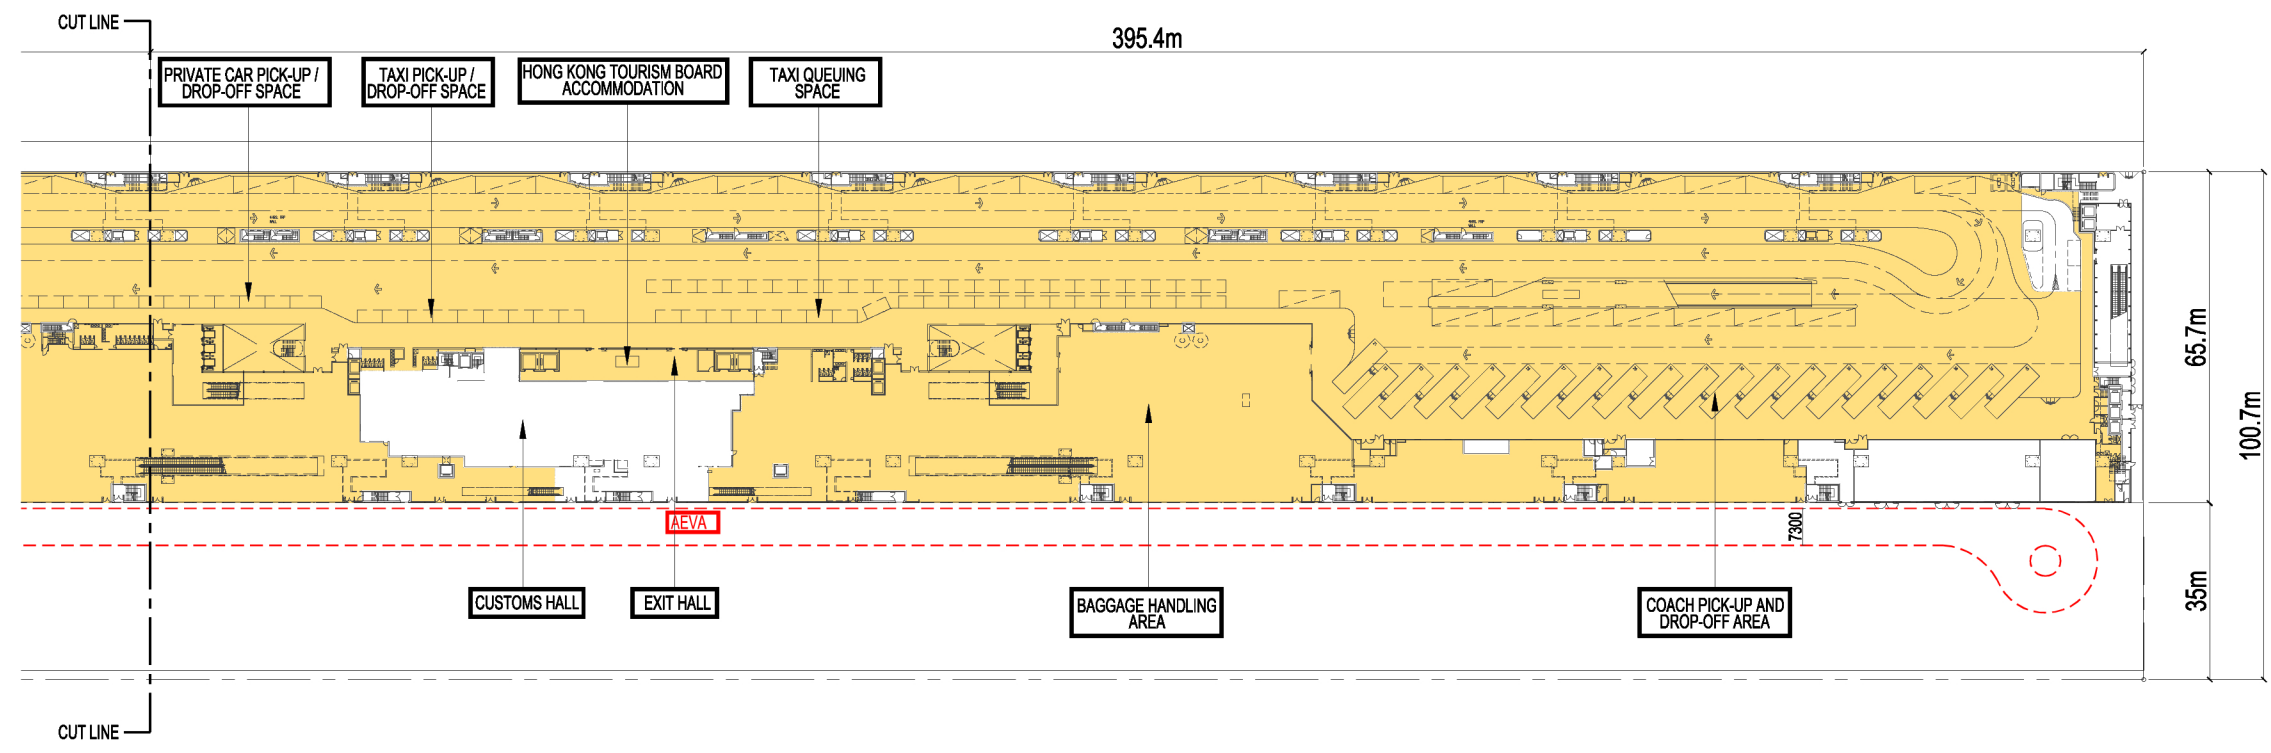 CUT LINE
395.4m
PRIVATE CAR PICK-UP /
DROP-OFF SPACE
TAXI PICK-UP /
DROP-OFF SPACE
HONG KONG TOURISM BOARD
ACCOMMODATION
TAXI QUEUING
SPACE
65.7m
100.7m
35m
AEVA
7300
CUSTOMS HALL
EXIT HALL
BAGGAGE HANDLING
AREA
COACH PICK-UP AND
DROP-OFF AREA
CUT LINE